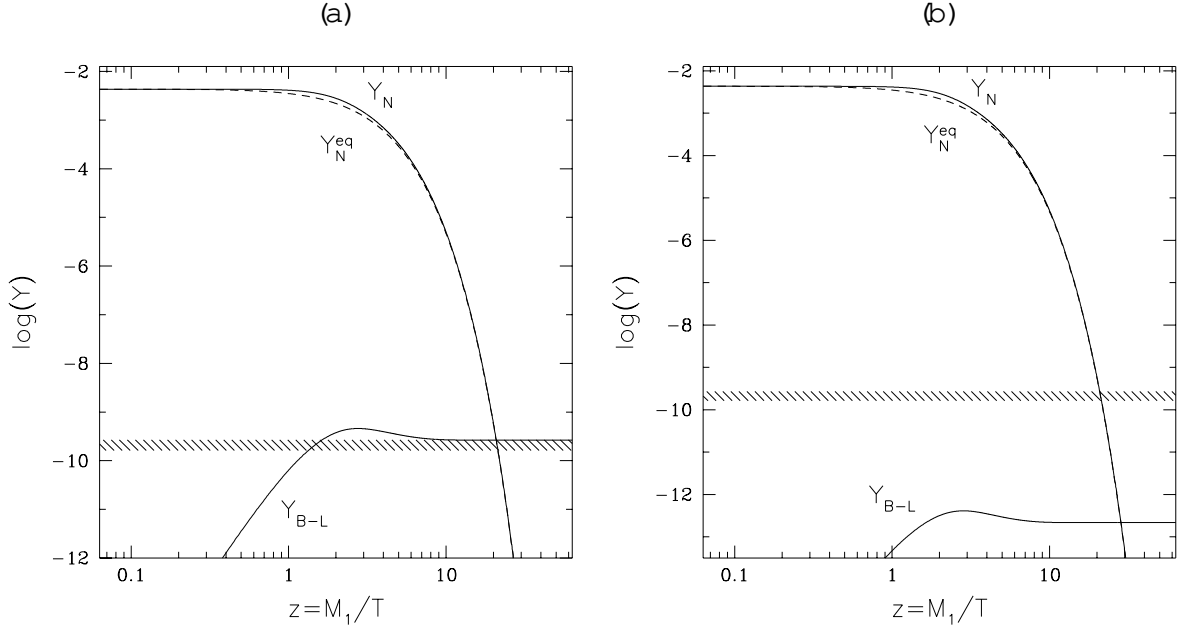 (a)
−2
−4
−6
−8
−10
−12
log(Y)
Y_N
Y_N^eq
Y_B−L
0.1
1
10
z=M_1/T
(b)
−2
−4
−6
−8
−10
−12
log(Y)
Y_N
Y_N^eq
Y_B−L
0.1
1
10
z=M_1/T